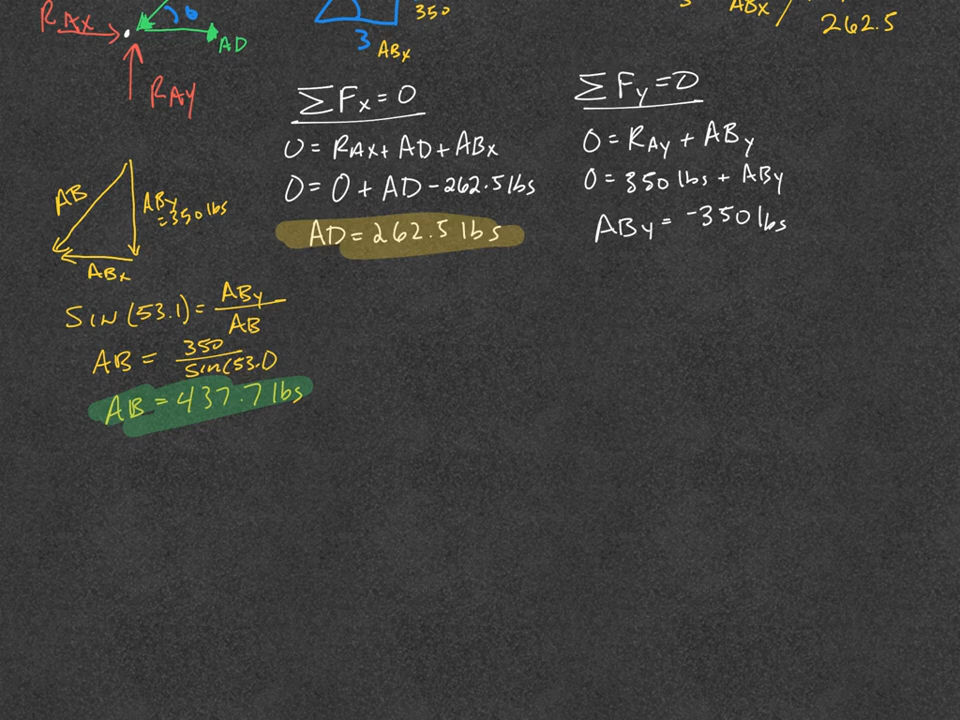 RAX
θ
AD
RAY
350
3
ABx
ABx
262.5
ΣFx = 0
0 = RAX + AD + ABx
0 = 0 + AD - 262.5 lbs
AD = 262.5 lbs
ΣFy = 0
0 = RAy + ABy
0 = 350 lbs + ABy
ABy = -350 lbs
AB
ABy
= 350 lbs
ABx
SIN (53.1) = ABy / AB
AB = 350 / Sin(53.1)
AB = 437.7 lbs